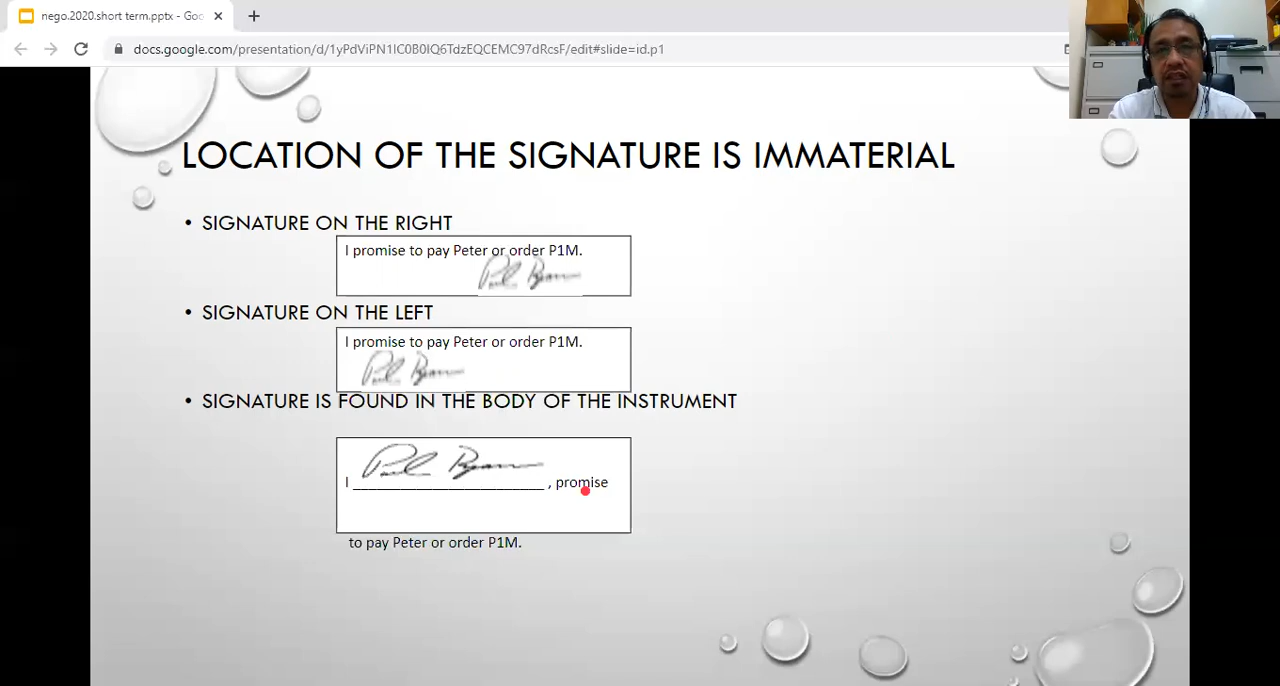 nego.2020.short term.pptx - Goo
docs.google.com/presentation/d/1yPdViPN1IC0B0IQ6TdzEQCEMC97dRcsF/edit#slide=id.p1
LOCATION OF THE SIGNATURE IS IMMATERIAL
• SIGNATURE ON THE RIGHT
I promise to pay Peter or order P1M.
• SIGNATURE ON THE LEFT
I promise to pay Peter or order P1M.
• SIGNATURE IS FOUND IN THE BODY OF THE INSTRUMENT
I ________________________ , promise
to pay Peter or order P1M.